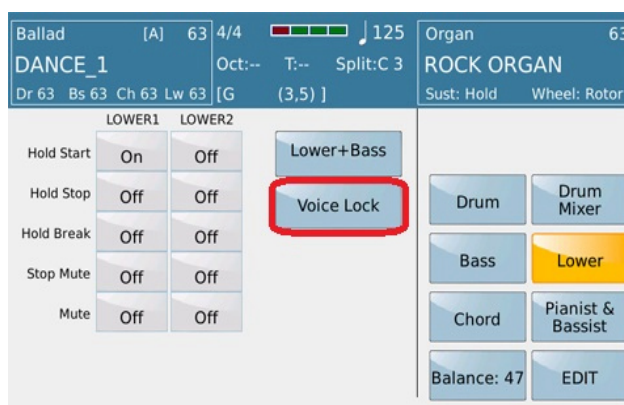 Ballad [A] 63 4/4 125 Organ 63
DANCE_1 Oct:-- T:-- Split:C 3 ROCK ORGAN
Dr 63 Bs 63 Ch 63 Lw 63 [G (3,5) ] Sust: Hold Wheel: Rotor
LOWER1 LOWER2
Hold Start On Off Lower+Bass
Hold Stop Off Off Voice Lock
Hold Break Off Off
Stop Mute Off Off
Mute Off Off
Drum
Drum
Mixer
Bass
Lower
Chord
Pianist &
Bassist
Balance: 47
EDIT